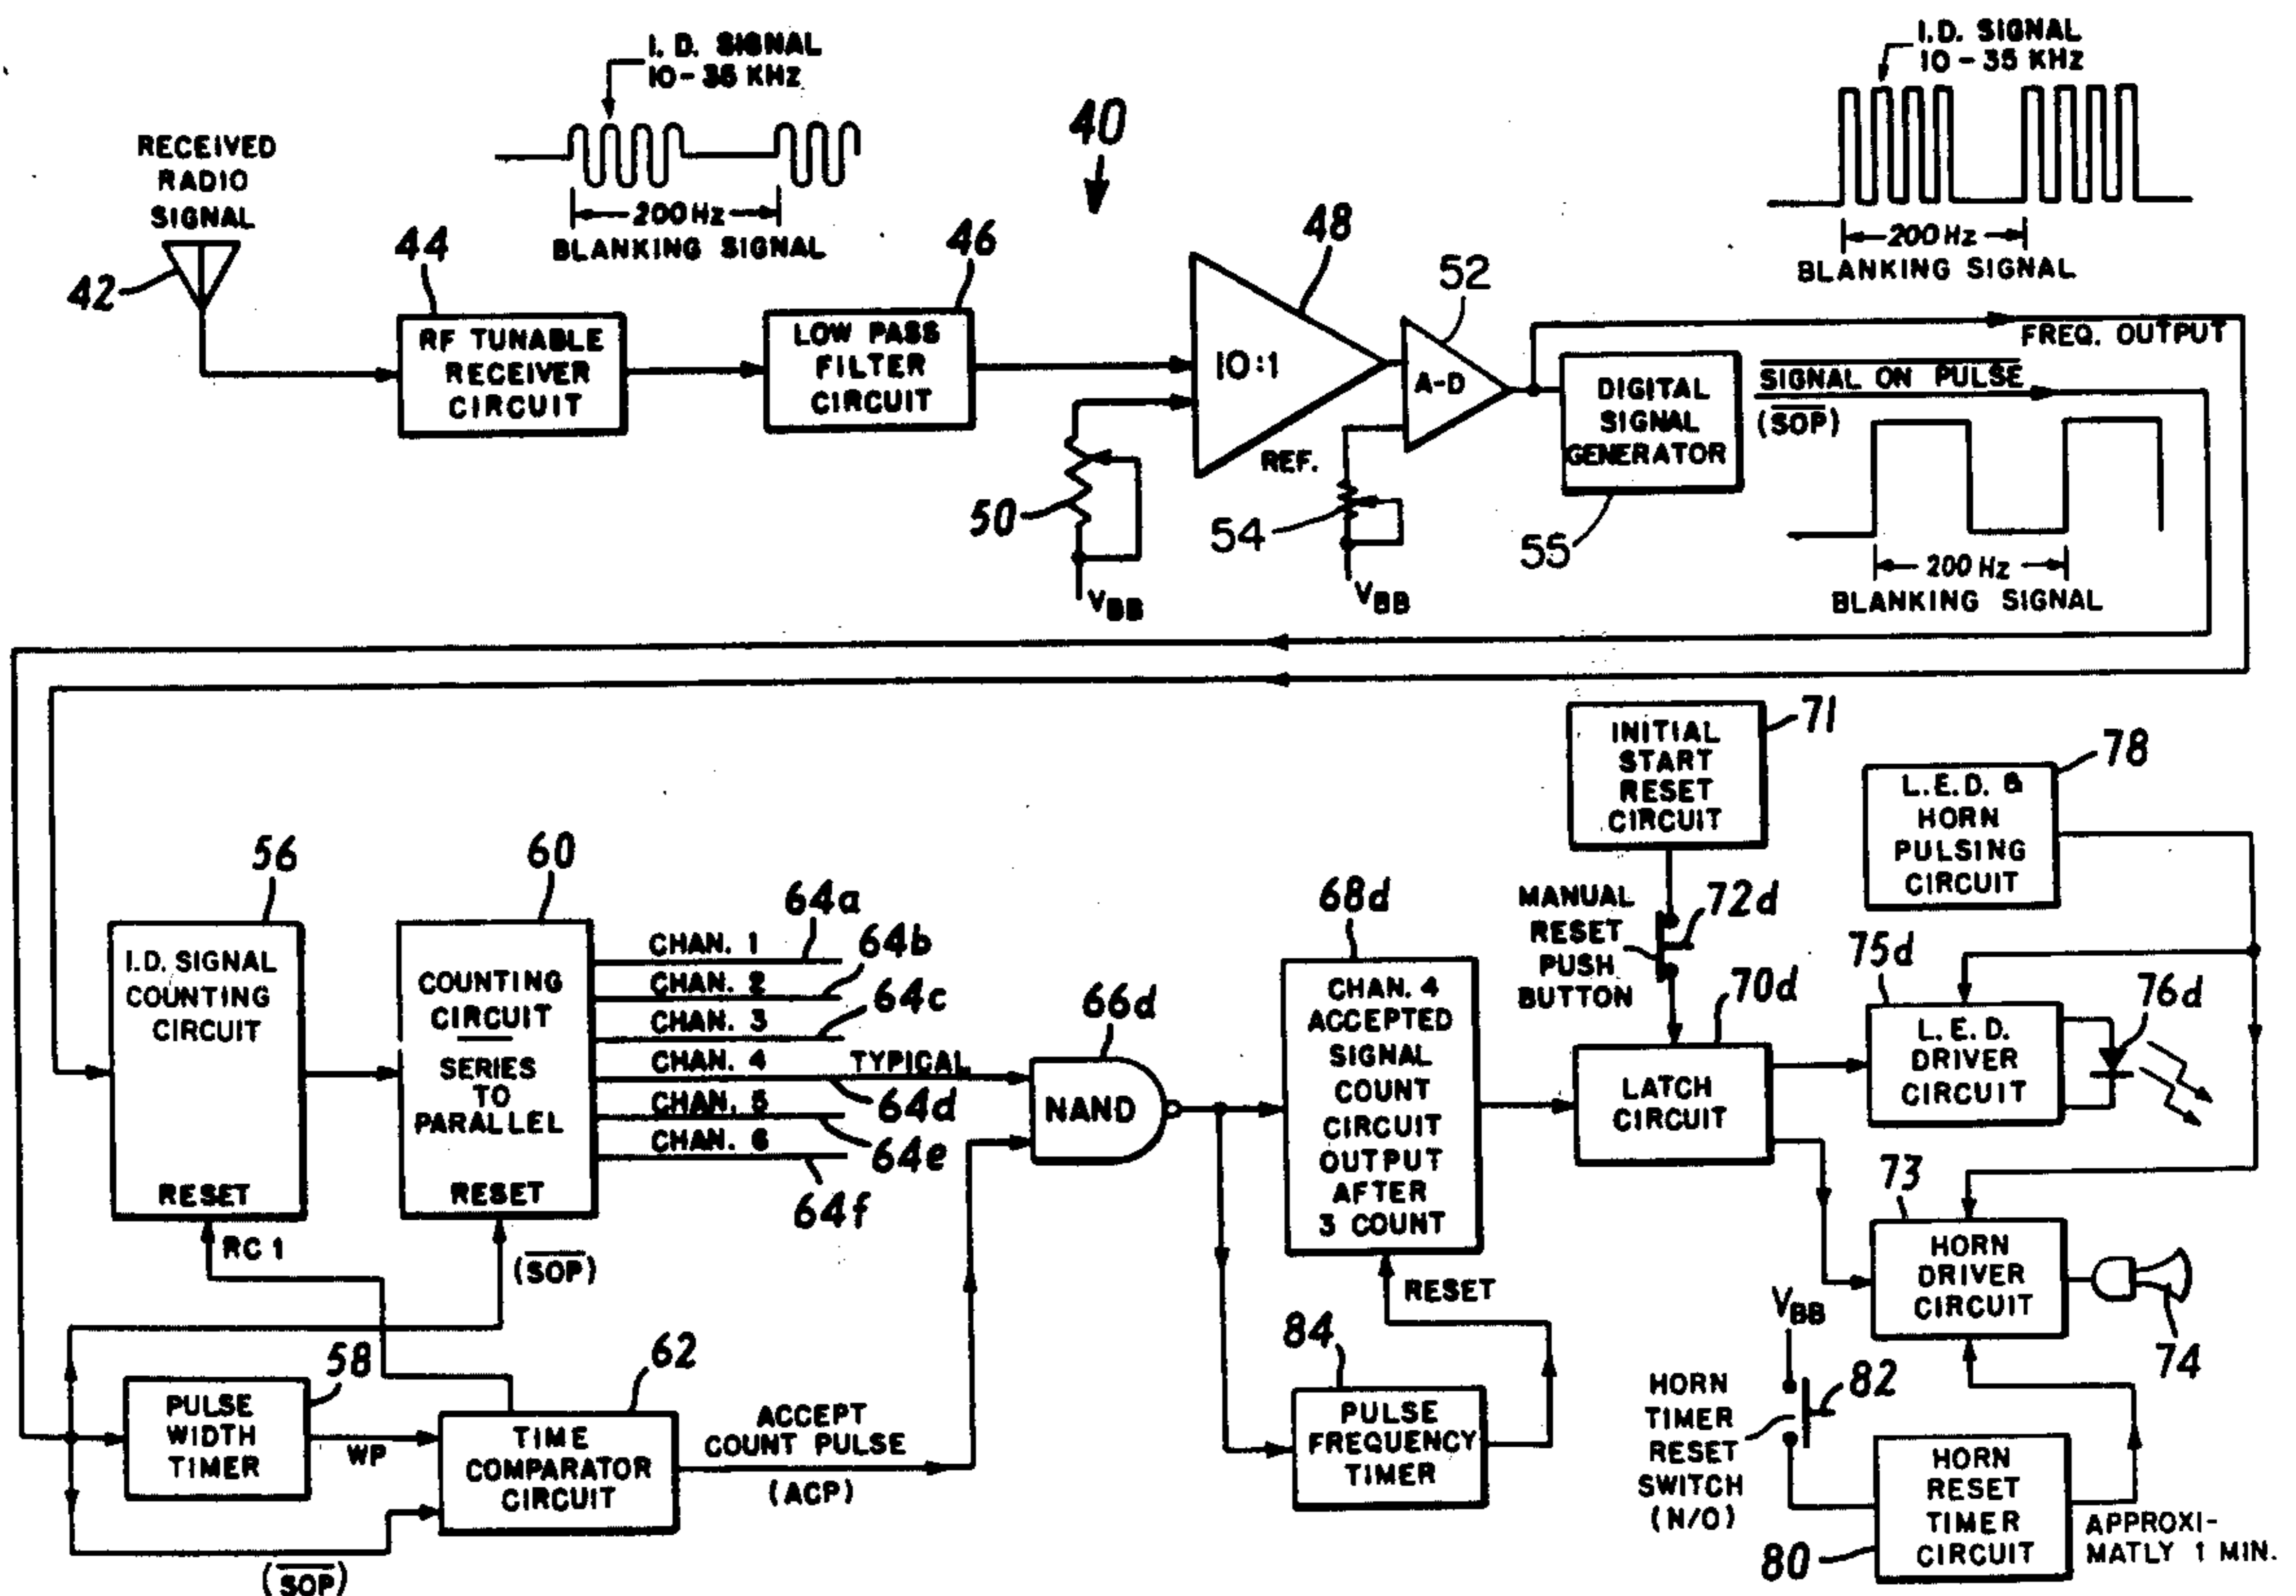 I.D. SIGNAL
10-35 KHz
I.D. SIGNAL
10-35 KHz
40
RECEIVED
RADIO
SIGNAL
200Hz
BLANKING SIGNAL
200 Hz
BLANKING SIGNAL
42
44
46
48
52
RF TUNABLE
RECEIVER
CIRCUIT
LOW PASS
FILTER
CIRCUIT
10:1
A-D
FREQ. OUTPUT
DIGITAL
SIGNAL
GENERATOR
SIGNAL ON PULSE
(SOP)
REF.
50
54
55
VBB
VBB
200 Hz
BLANKING SIGNAL
INITIAL
START
RESET
CIRCUIT
71
L.E.D. &
HORN
PULSING
CIRCUIT
78
56
60
I.D. SIGNAL
COUNTING
CIRCUIT
RESET
COUNTING
CIRCUIT
SERIES
TO
PARALLEL
RESET
CHAN. 1
64a
CHAN. 2
64b
CHAN. 3
64c
CHAN. 4
TYPICAL
64d
CHAN. 5
64e
CHAN. 6
64f
66d
NAND
68d
CHAN. 4
ACCEPTED
SIGNAL
COUNT
CIRCUIT
OUTPUT
AFTER
3 COUNT
MANUAL
RESET
PUSH
BUTTON
72d
70d
LATCH
CIRCUIT
75d
L.E.D.
DRIVER
CIRCUIT
76d
73
HORN
DRIVER
CIRCUIT
74
RC 1
(SOP)
RESET
84
PULSE
FREQUENCY
TIMER
58
PULSE
WIDTH
TIMER
WP
62
TIME
COMPARATOR
CIRCUIT
ACCEPT
COUNT PULSE
(ACP)
(SOP)
VBB
HORN
TIMER
RESET
SWITCH
(N/O)
82
HORN
RESET
TIMER
CIRCUIT
80
APPROXI-
MATLY 1 MIN.